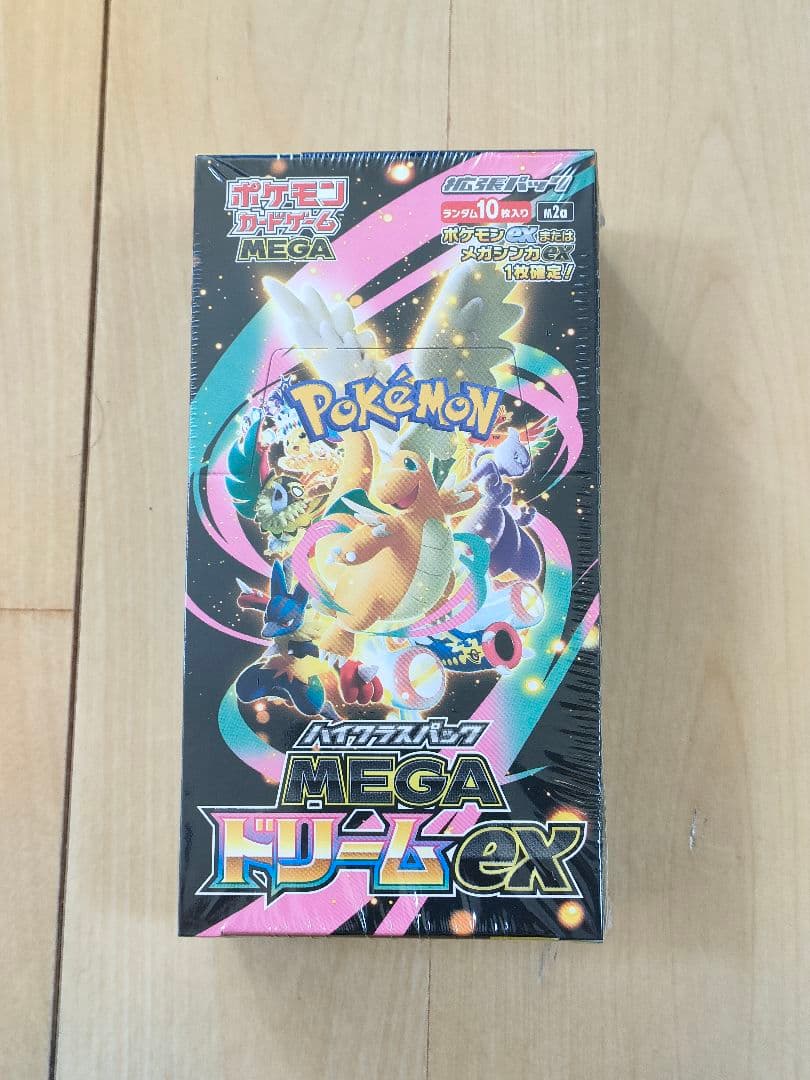 ポケモン
カードゲーム
MEGA
拡張パック
ランダム10枚入り
M2a
ポケモンexまたは
メガシンカex
1枚確定!
POKéMON
ハイクラスパック
MEGA
ドリームex